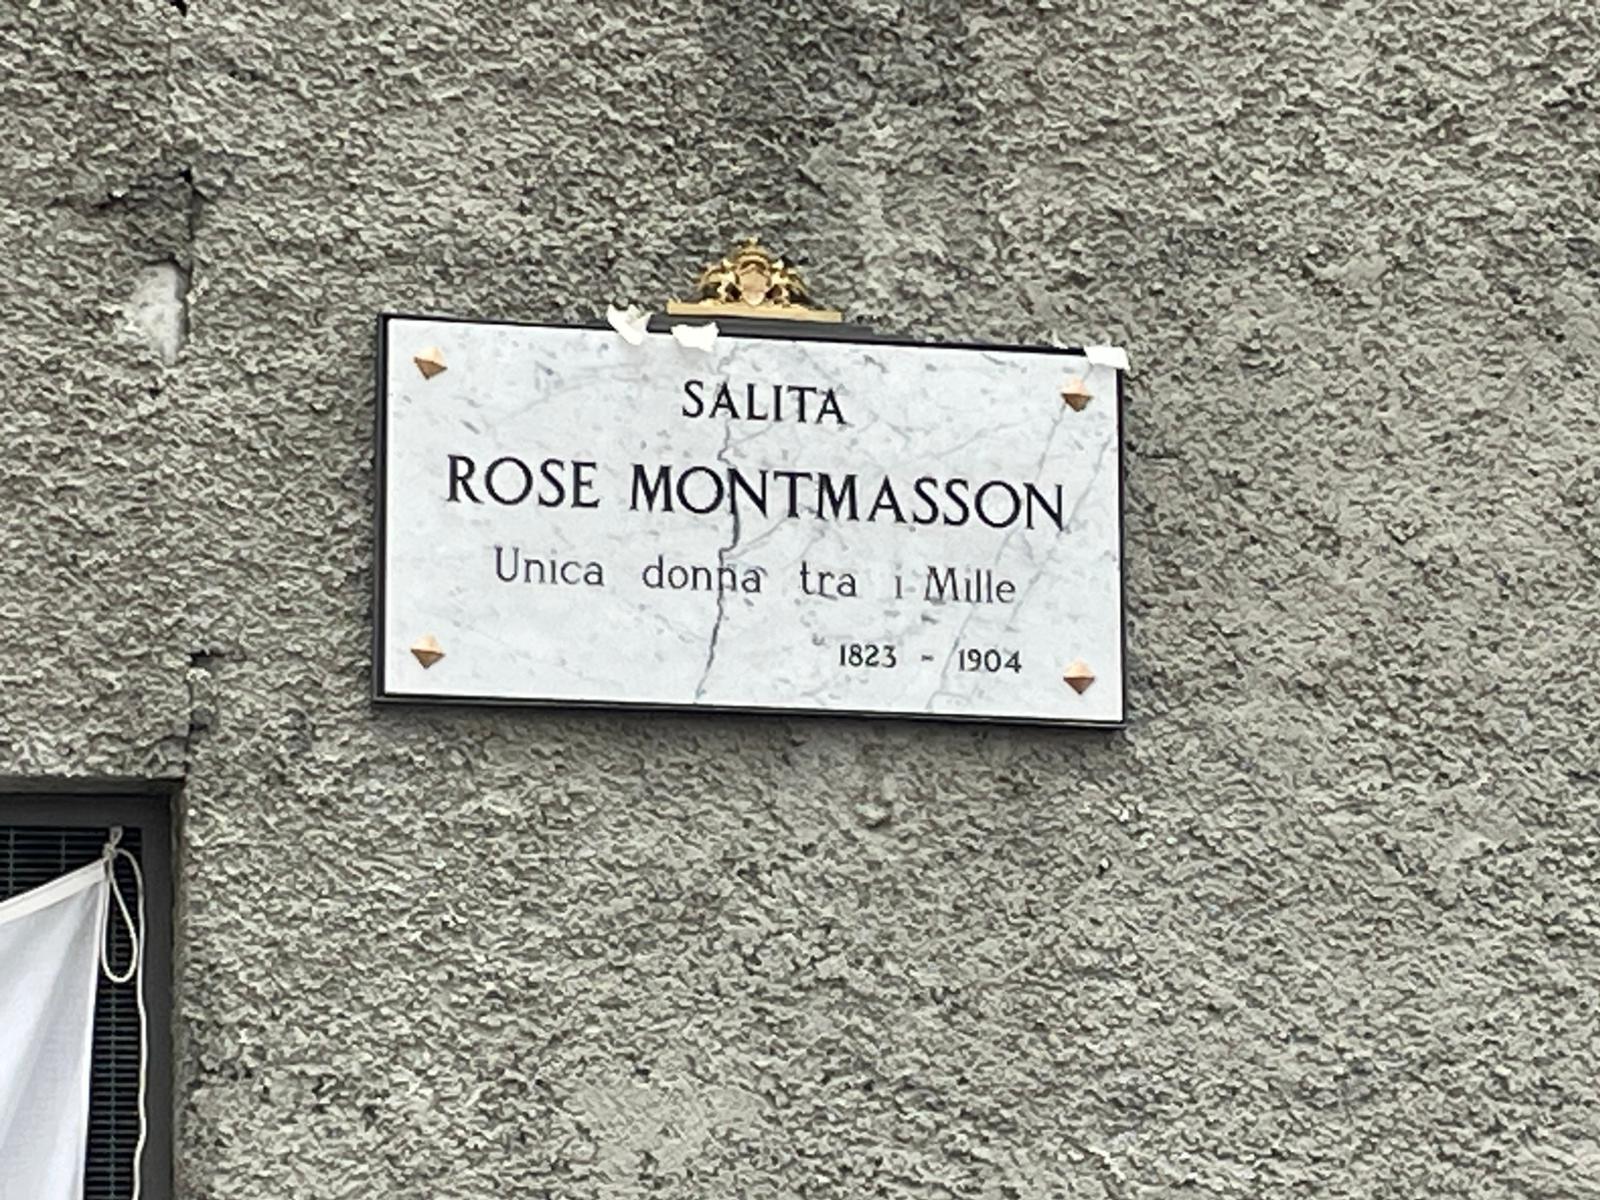 SALITA
ROSE MONTMASSON
Unica donna tra i Mille
1823 - 1904